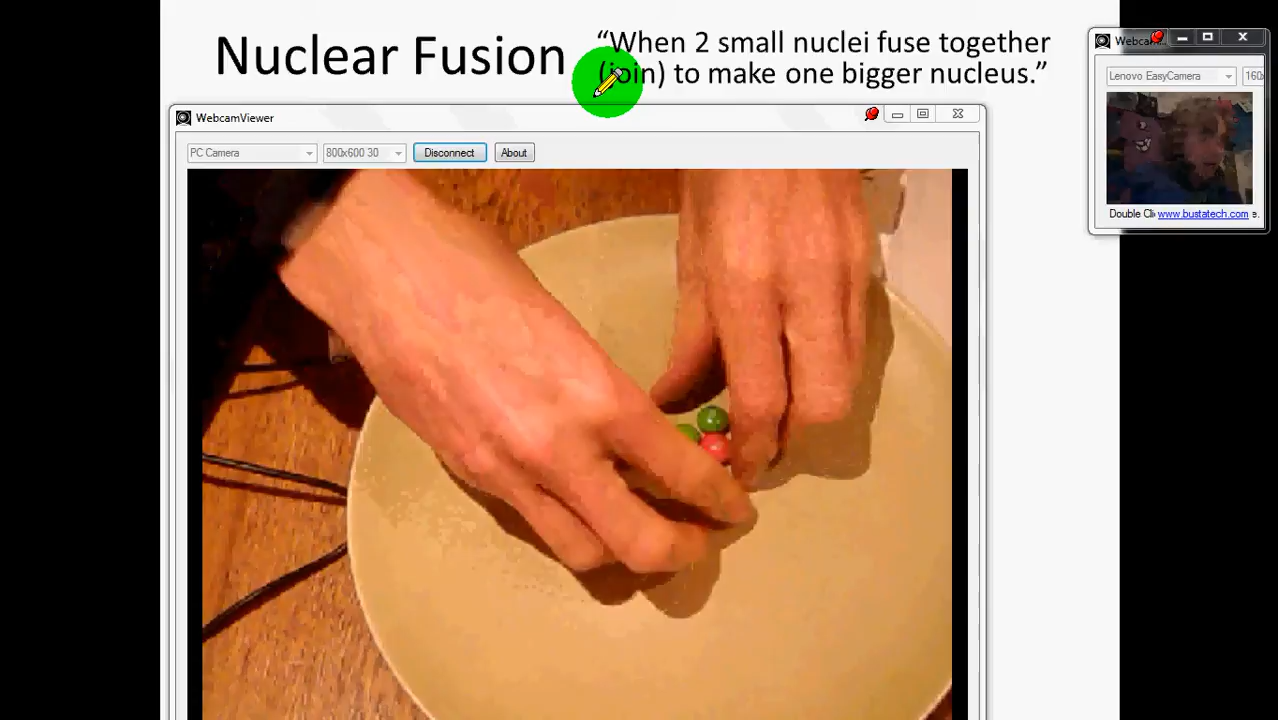 Nuclear Fusion
“When 2 small nuclei fuse together
(join) to make one bigger nucleus.”
WebcamViewer
PC Camera
800x600 30
Disconnect
About
Lenovo EasyCamera
Double Cli www.bustatech.com e.